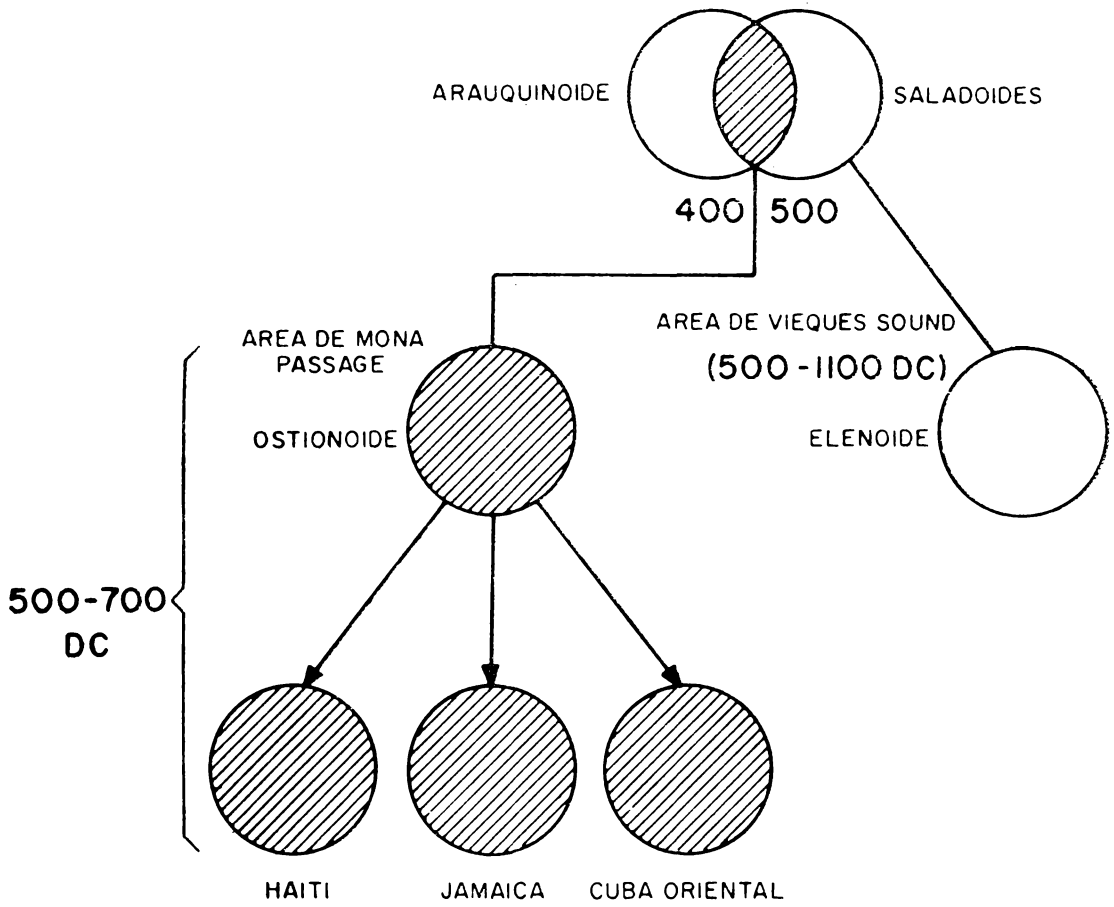 ARAUQUINOIDE
SALADOIDES
400 500
AREA DE VIEQUES SOUND
(500-1100 DC)
AREA DE MONA
PASSAGE
OSTIONOIDE
ELENOIDE
500-700
DC
HAITI
JAMAICA
CUBA ORIENTAL